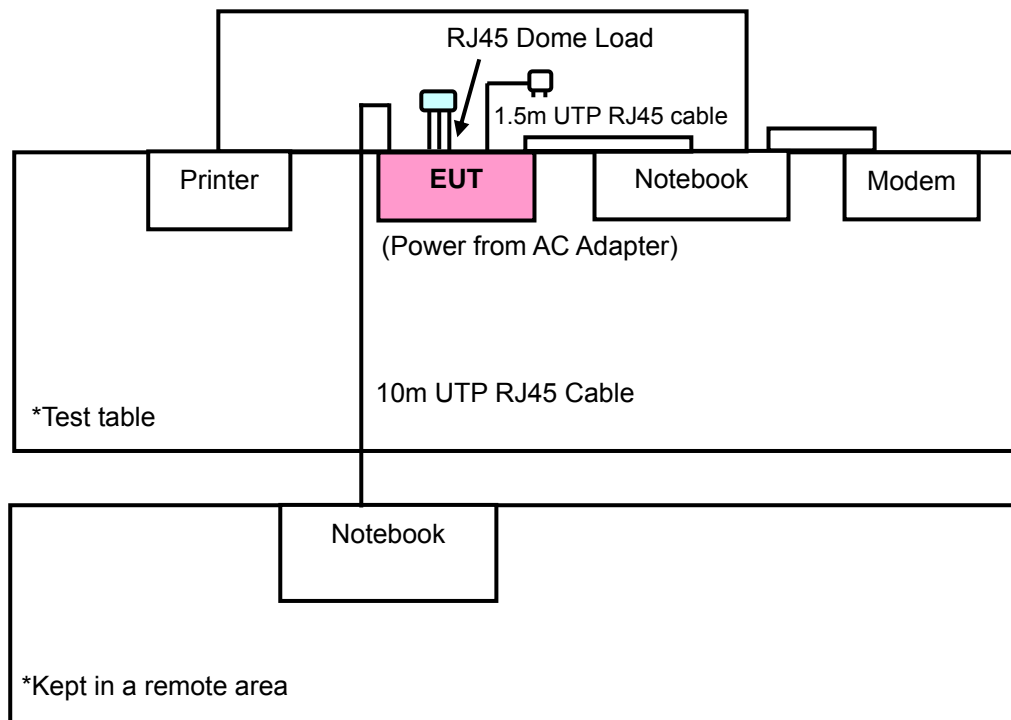 RJ45 Dome Load
1.5m UTP RJ45 cable
Printer
EUT
Notebook
Modem
(Power from AC Adapter)
10m UTP RJ45 Cable
*Test table
Notebook
*Kept in a remote area